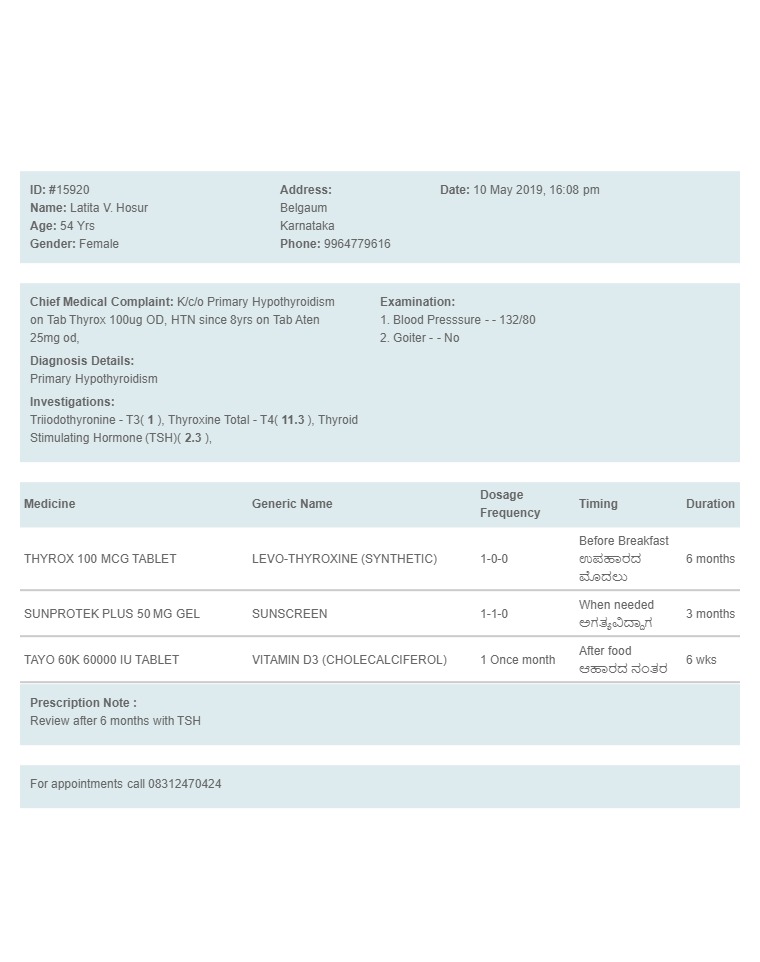 ID: #15920
Name: Latita V. Hosur
Age: 54 Yrs
Gender: Female
Address:
Belgaum
Karnataka
Phone: 9964779616
Date: 10 May 2019, 16:08 pm
Chief Medical Complaint: K/c/o Primary Hypothyroidism
on Tab Thyrox 100ug OD, HTN since 8yrs on Tab Aten
25mg od,
Diagnosis Details:
Primary Hypothyroidism
Investigations:
Triiodothyronine - T3( 1 ), Thyroxine Total - T4( 11.3 ), Thyroid
Stimulating Hormone (TSH)( 2.3 ),
Examination:
1. Blood Presssure - - 132/80
2. Goiter - - No
Medicine Generic Name Dosage Frequency Timing Duration
THYROX 100 MCG TABLET LEVO-THYROXINE (SYNTHETIC) 1-0-0 Before Breakfast ಉಪಹಾರದ ಮೊದಲು 6 months
SUNPROTEK PLUS 50 MG GEL SUNSCREEN 1-1-0 When needed ಅಗತ್ಯವಿದ್ದಾಗ 3 months
TAYO 60K 60000 IU TABLET VITAMIN D3 (CHOLECALCIFEROL) 1 Once month After food ಆಹಾರದ ನಂತರ 6 wks
Prescription Note :
Review after 6 months with TSH
For appointments call 08312470424